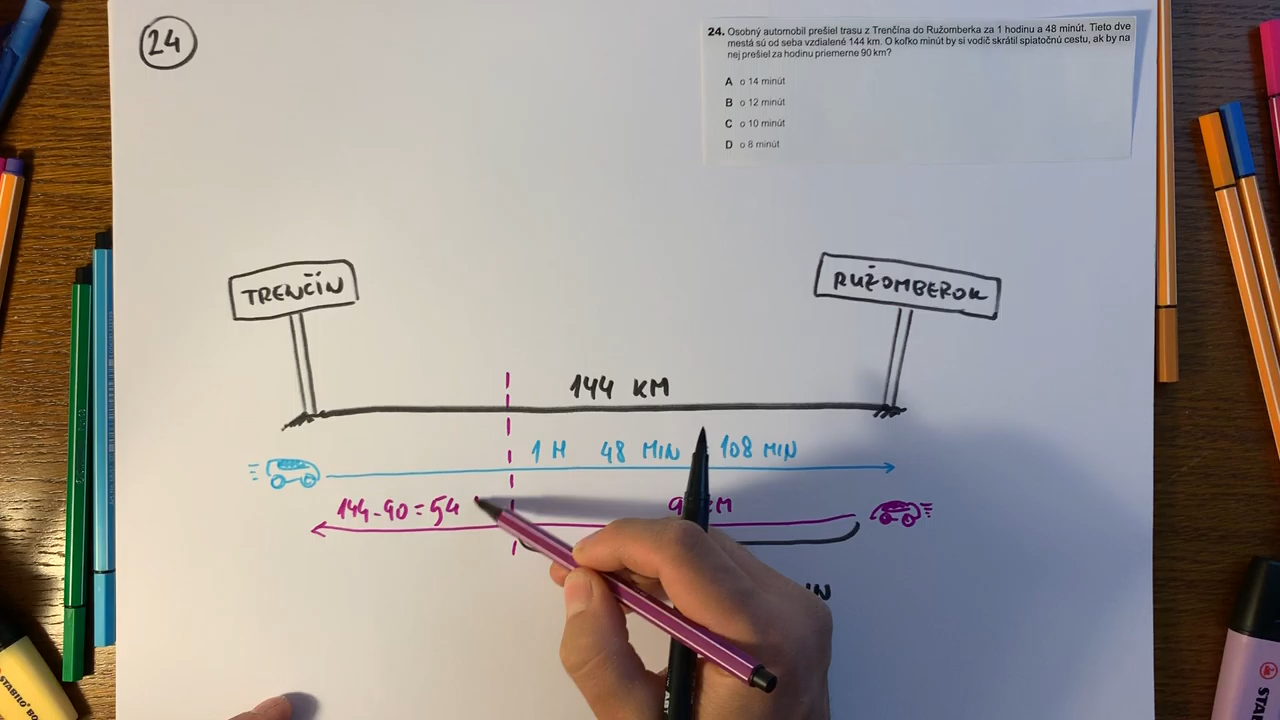 24
24. Osobný automobil prešiel trasu z Trenčína do Ružomberka za 1 hodinu a 48 minút. Tieto dve
mestá sú od seba vzdialené 144 km. O koľko minút by si vodič skrátil spiatočnú cestu, ak by na
nej prešiel za hodinu priemerne 90 km?
A o 14 minút
B o 12 minút
C o 10 minút
D o 8 minút
TRENČÍN
RUŽOMBEROK
144 KM
1 H 48 MIN 108 MIN
144-90=54
STABILO BO